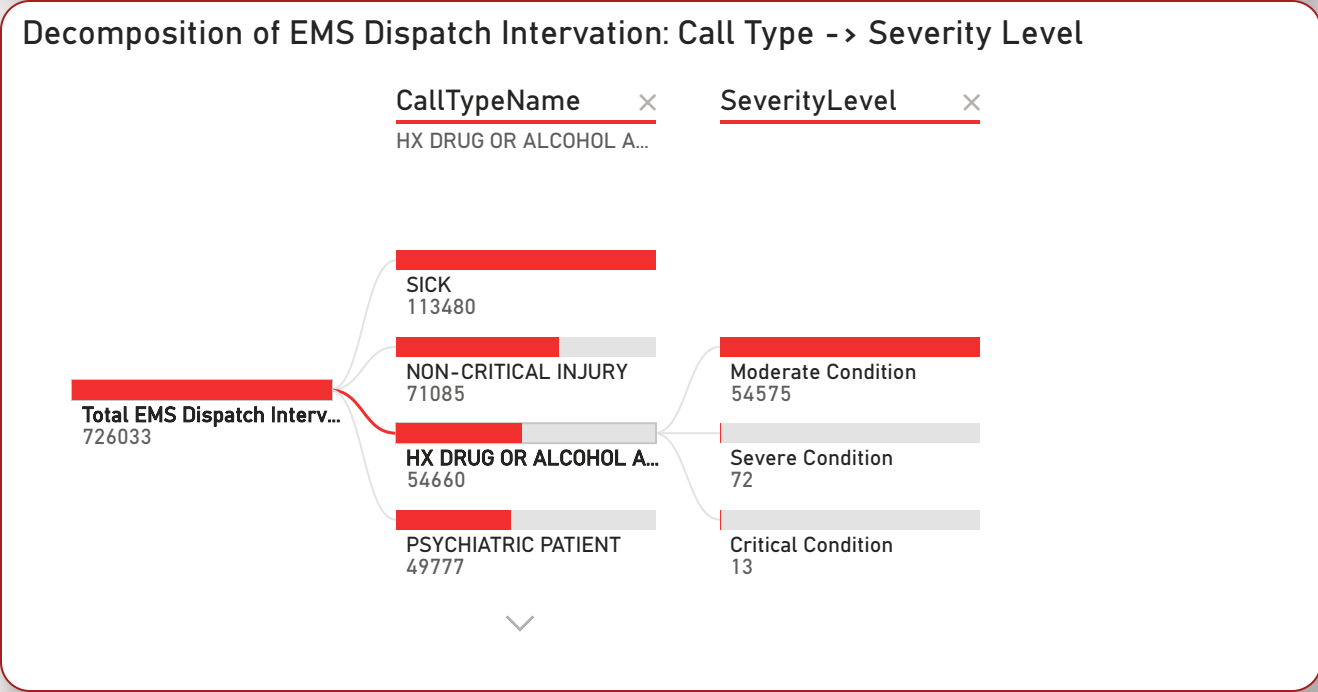 Decomposition of EMS Dispatch Intervation: Call Type -> Severity Level
CallTypeName
SeverityLevel
HX DRUG OR ALCOHOL A...
SICK
113480
NON-CRITICAL INJURY
71085
Moderate Condition
54575
Total EMS Dispatch Interv...
726033
HX DRUG OR ALCOHOL A...
54660
Severe Condition
72
PSYCHIATRIC PATIENT
49777
Critical Condition
13